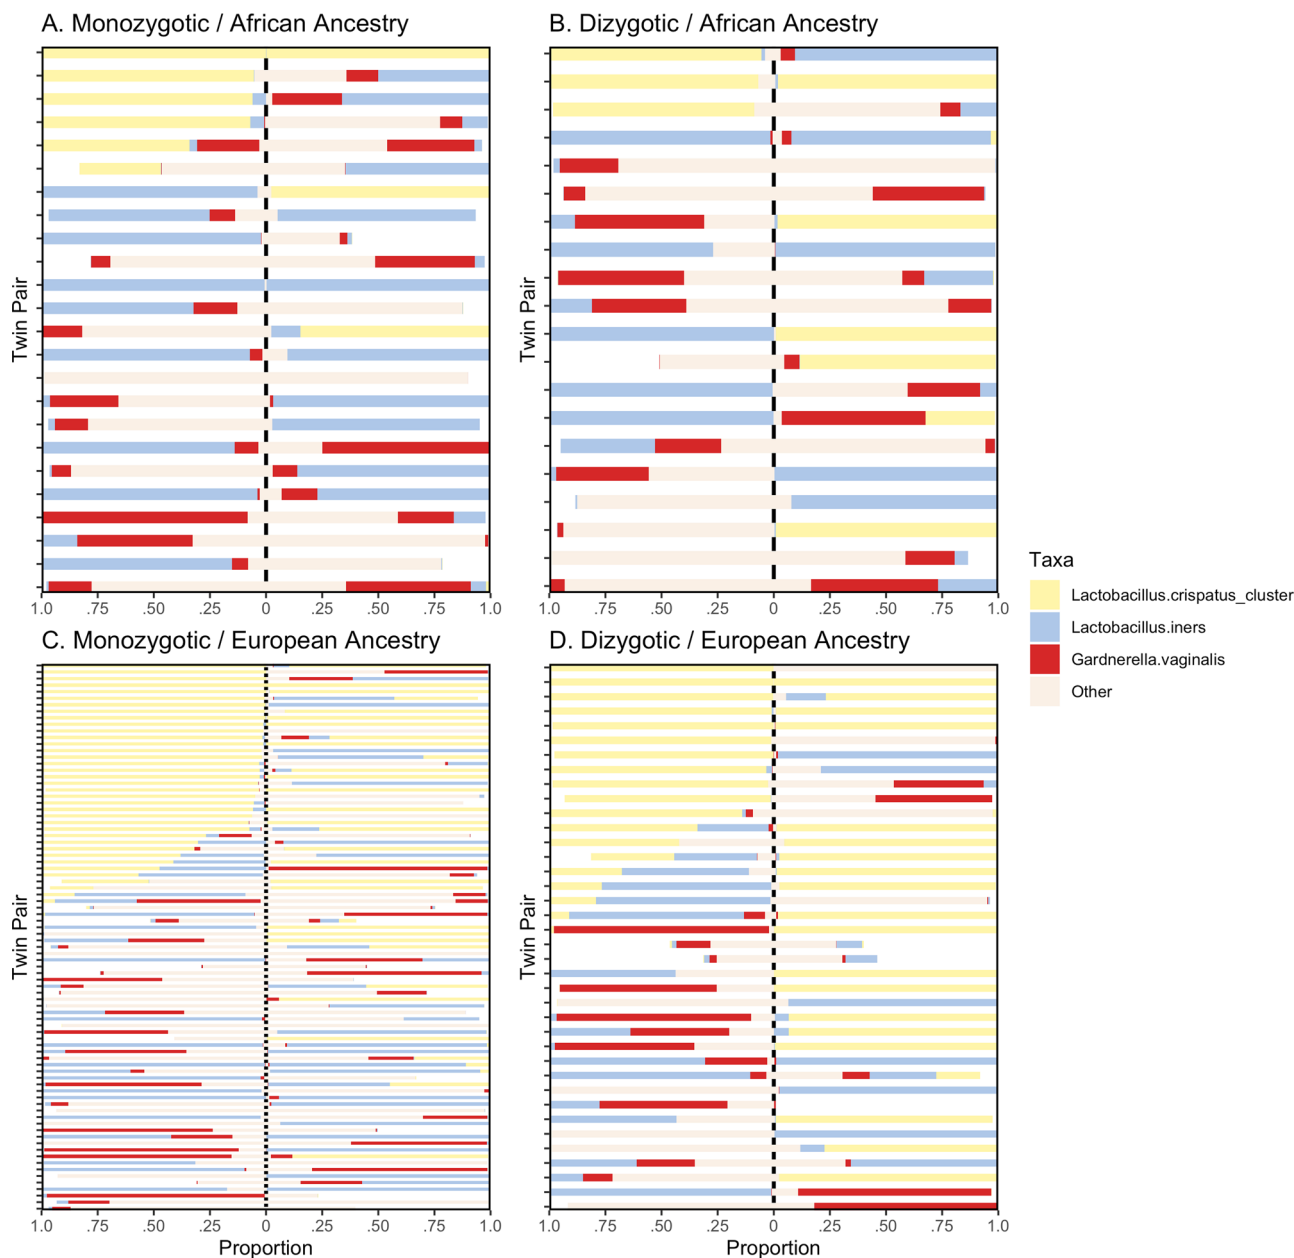 A. Monozygotic / African Ancestry
B. Dizygotic / African Ancestry
Twin Pair
Twin Pair
1.0 .75 .50 .25 0 .25 .50 .75 1.0
1.0 .75 .50 .25 0 .25 .50 .75 1.0
Taxa
Lactobacillus.crispatus_cluster
Lactobacillus.iners
Gardnerella.vaginalis
Other
C. Monozygotic / European Ancestry
D. Dizygotic / European Ancestry
Twin Pair
Twin Pair
1.0 .75 .50 .25 0 .25 .50 .75 1.0
Proportion
1.0 .75 .50 .25 0 .25 .50 .75 1.0
Proportion